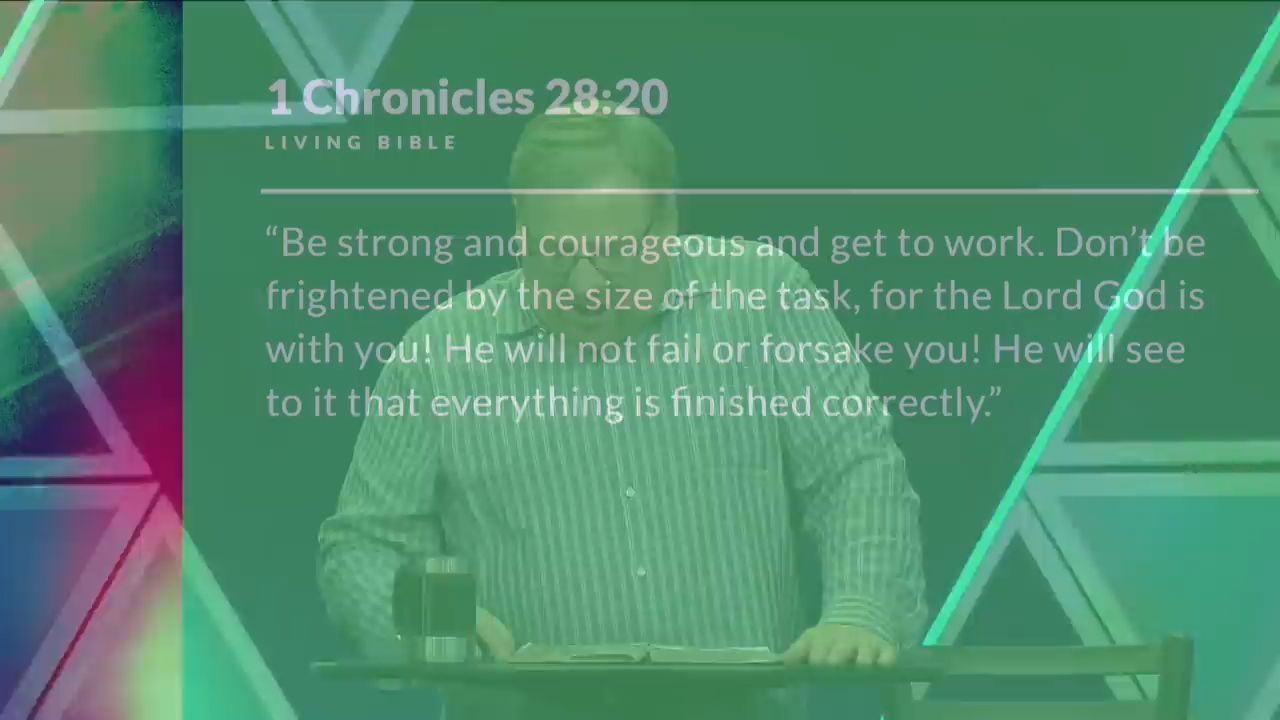 1 Chronicles 28:20
LIVING BIBLE
“Be strong and courageous and get to work. Don’t be
frightened by the size of the task, for the Lord God is
with you! He will not fail or forsake you! He will see
to it that everything is finished correctly.”